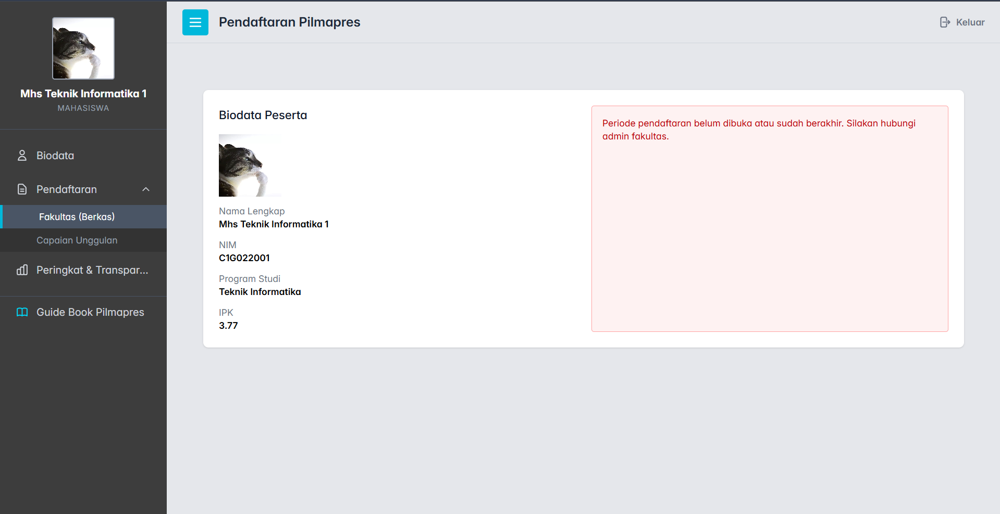 Mhs Teknik Informatika 1
MAHASISWA
Biodata
Pendaftaran
Fakultas (Berkas)
Capaian Unggulan
Peringkat & Transpar...
Guide Book Pilmapres
Pendaftaran Pilmapres
Keluar
Biodata Peserta
Nama Lengkap
Mhs Teknik Informatika 1
NIM
C1G022001
Program Studi
Teknik Informatika
IPK
3.77
Periode pendaftaran belum dibuka atau sudah berakhir. Silakan hubungi
admin fakultas.